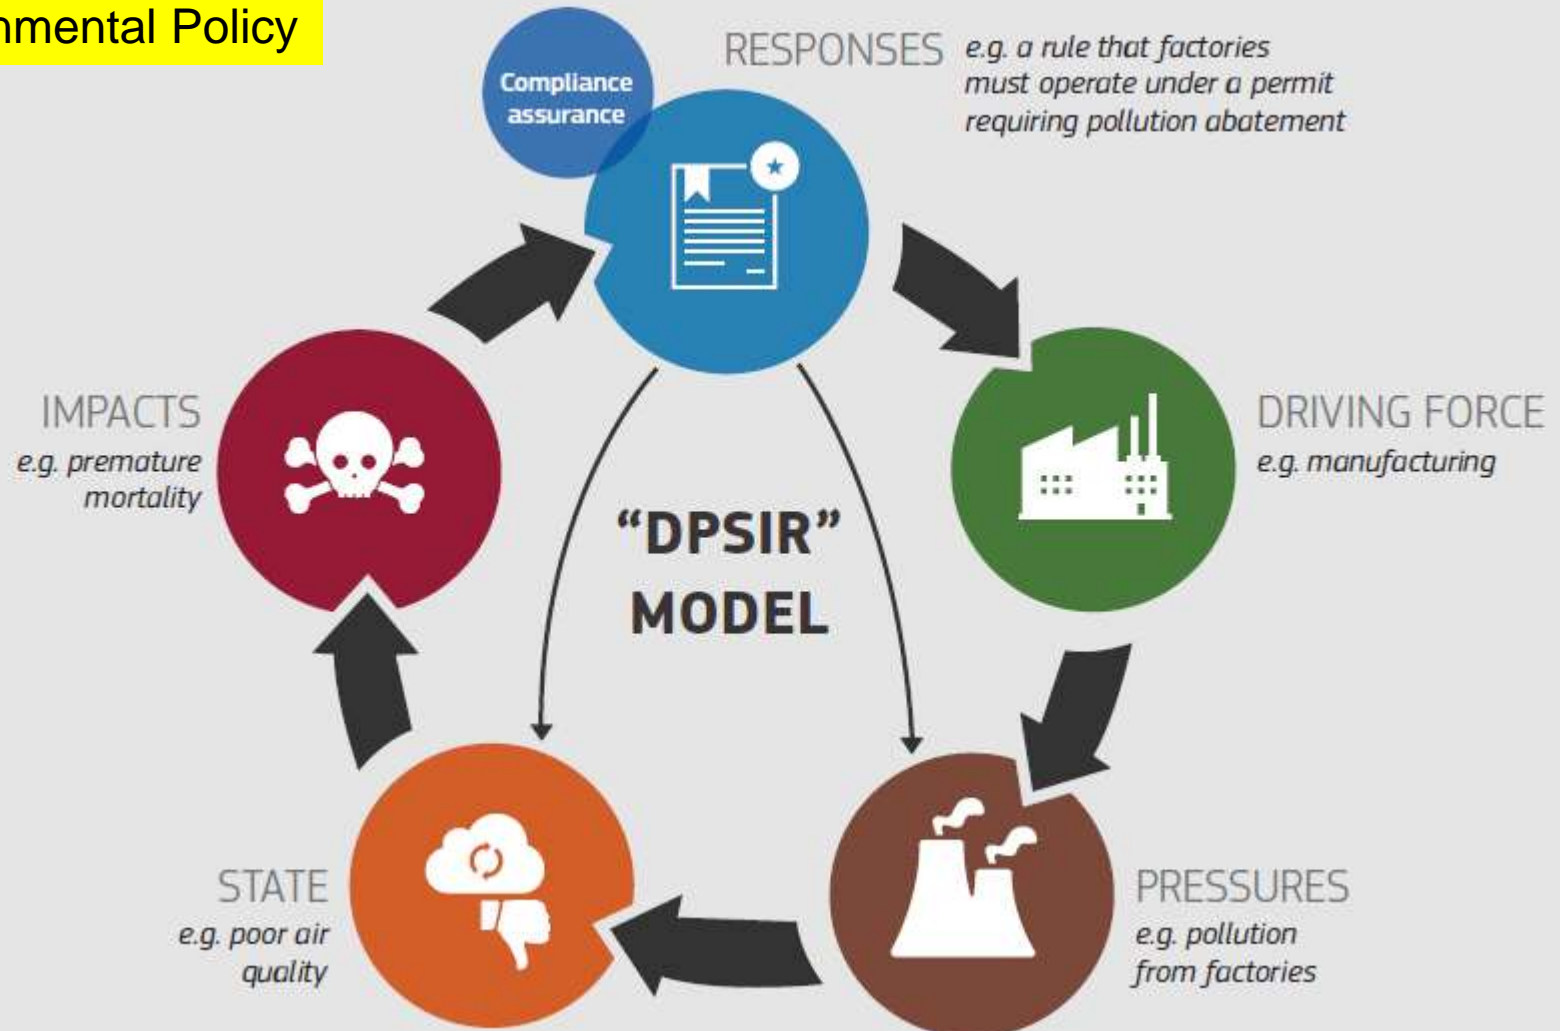 nmental Policy
Compliance
assurance
RESPONSES
e.g. a rule that factories
must operate under a permit
requiring pollution abatement
IMPACTS
e.g. premature
mortality
DRIVING FORCE
e.g. manufacturing
“DPSIR”
MODEL
STATE
e.g. poor air
quality
PRESSURES
e.g. pollution
from factories